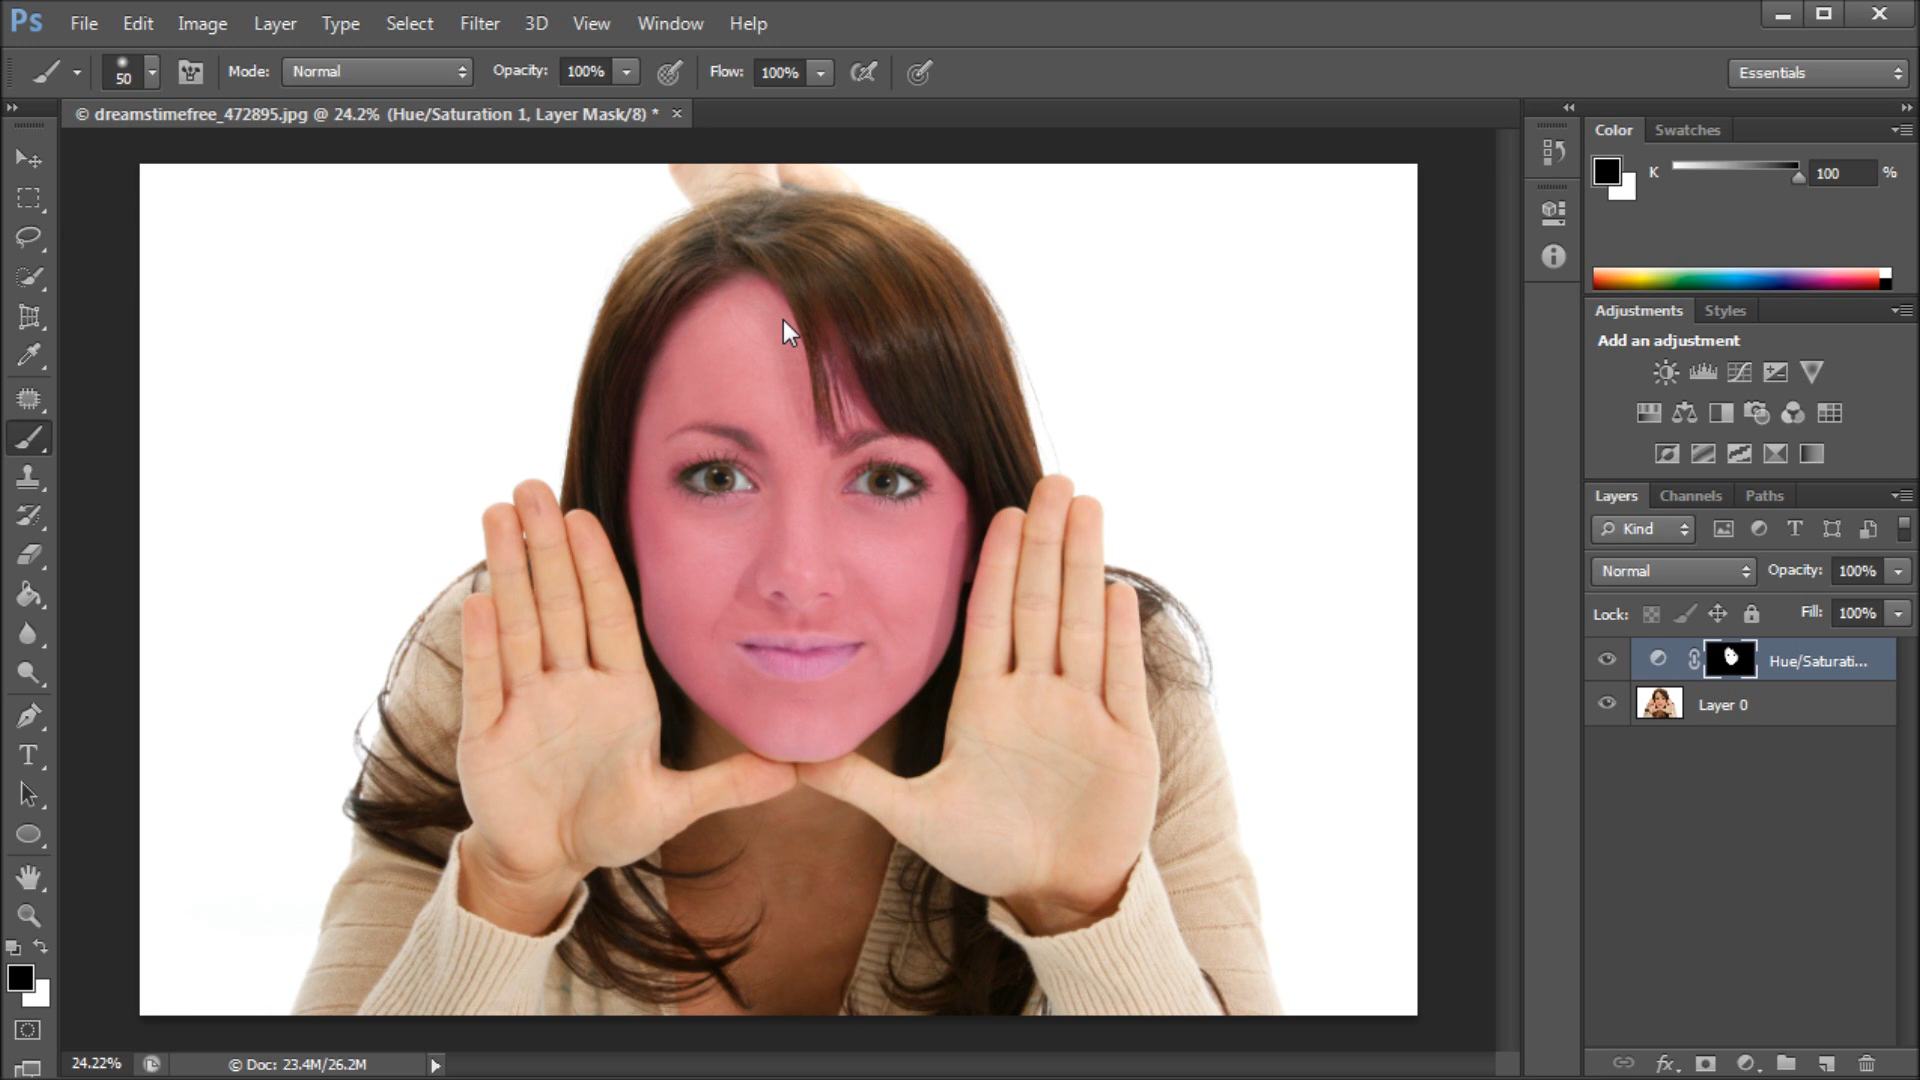 Ps File Edit Image Layer Type Select Filter 3D View Window Help
50 Mode: Normal Opacity: 100% Flow: 100% Essentials
© dreamstimefree_472895.jpg @ 24.2% (Hue/Saturation 1, Layer Mask/8) * ×
Color Swatches
K 100 %
Adjustments Styles
Add an adjustment
Layers Channels Paths
Kind
Normal Opacity: 100%
Lock: Fill: 100%
Hue/Saturati...
Layer 0
T
24.22% © Doc: 23.4M/26.2M
fx